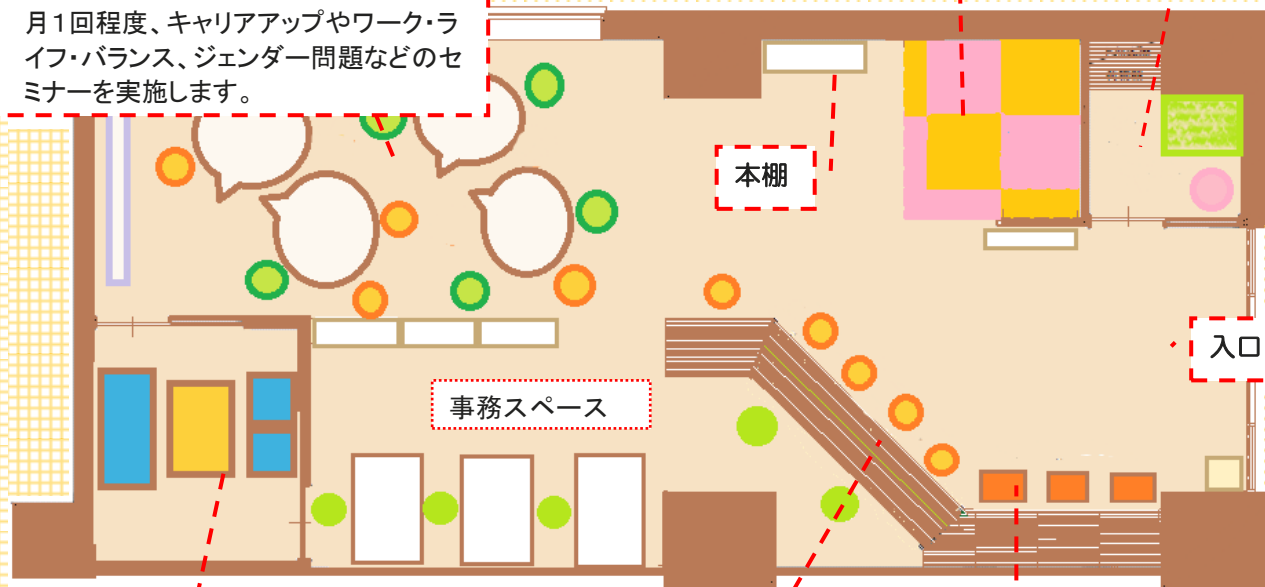 月1回程度、キャリアアップやワーク・ラ
イフ・バランス、ジェンダー問題などのセ
ミナーを実施します。
本棚
入口
事務スペース